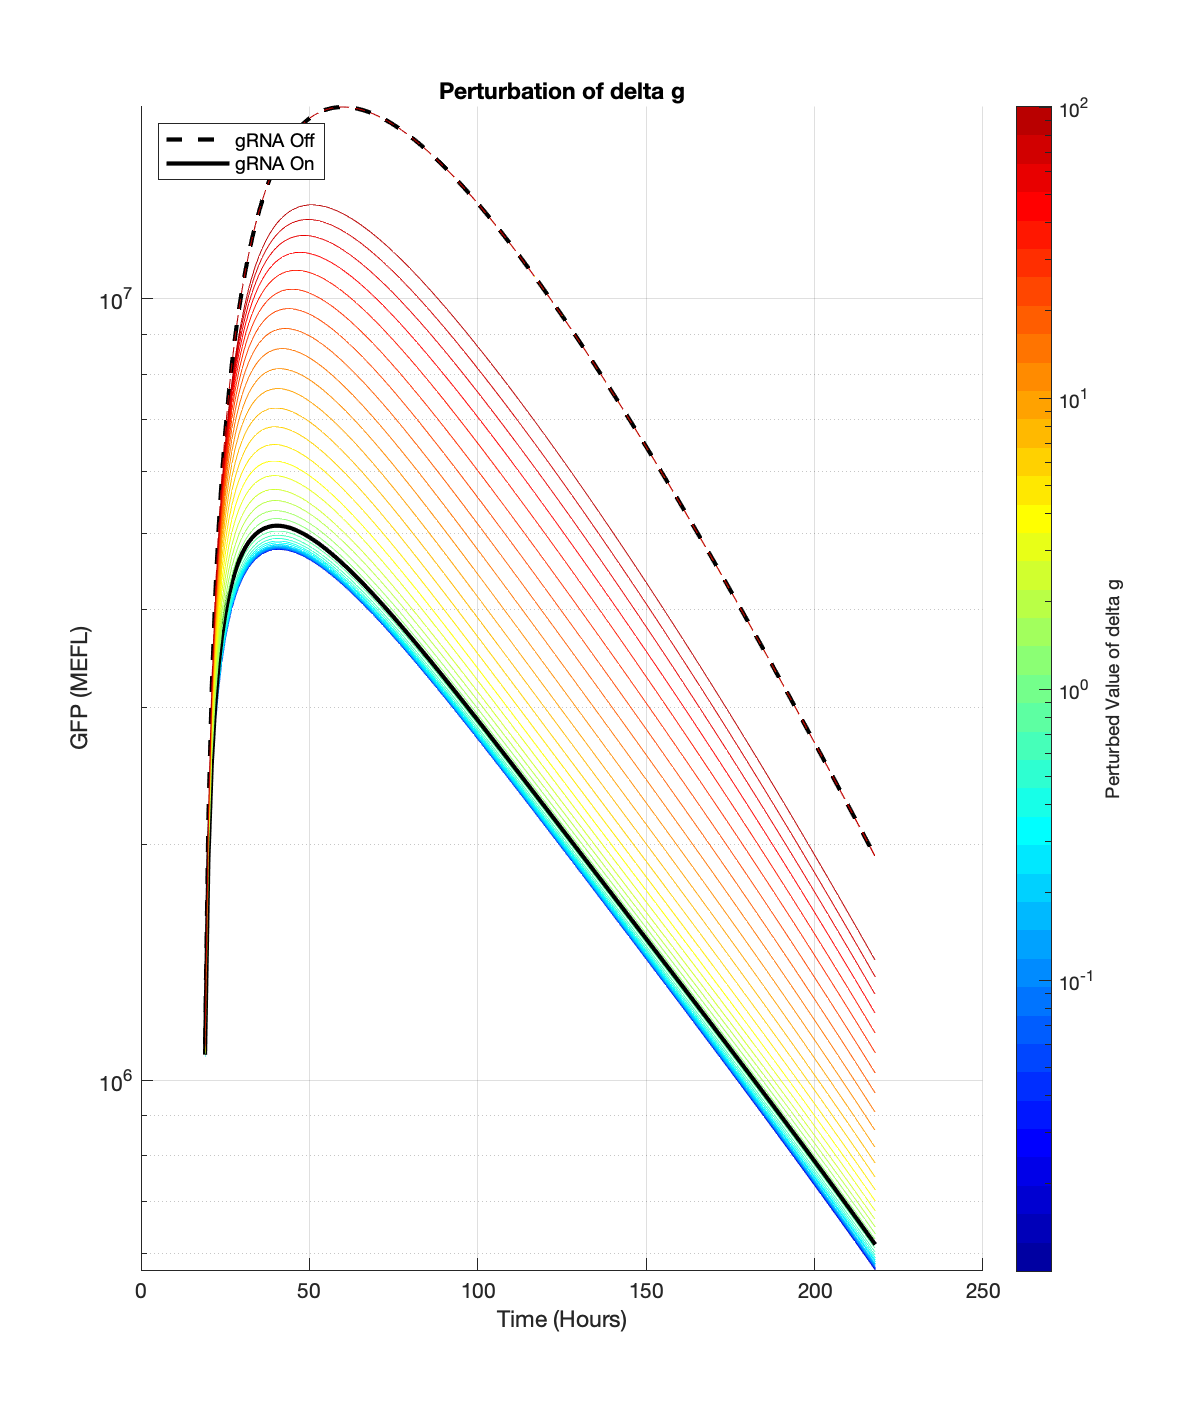 Perturbation of delta g
gRNA Off
gRNA On
10^2
10^1
10^0
10^-1
Perturbed Value of delta g
10^7
10^6
GFP (MEFL)
0
50
100
150
200
250
Time (Hours)